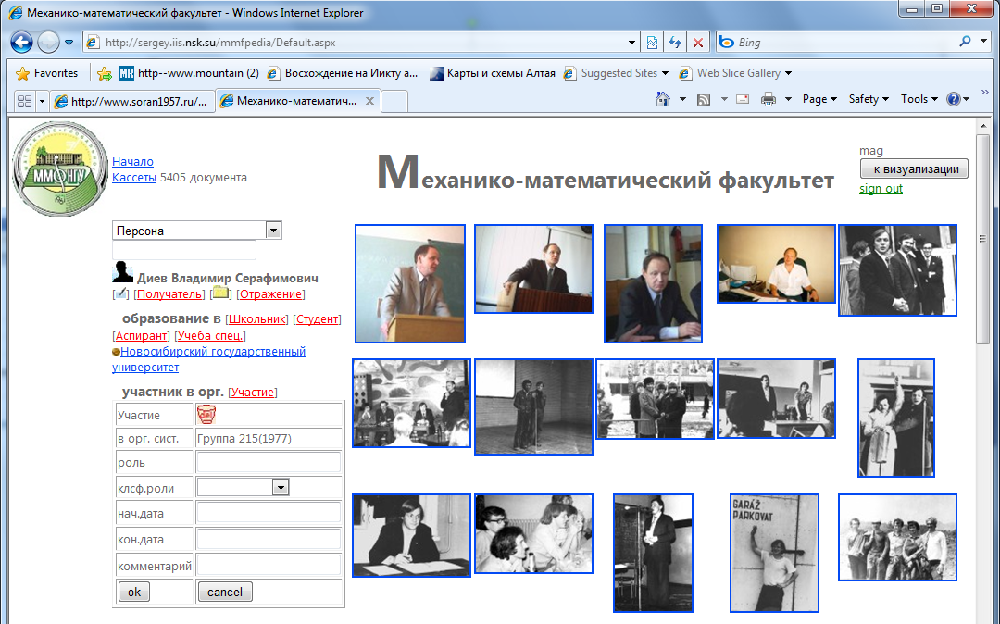 Механико-математический факультет - Windows Internet Explorer
http://sergey.iis.nsk.su/mmfpedia/Default.aspx
Bing
Favorites
http--www.mountain (2)
Восхождение на Иикту а...
Карты и схемы Алтая
Suggested Sites
Web Slice Gallery
http://www.soran1957.ru/...
Механико-математич...
Page
Safety
Tools
ММФНГУ
Начало
Кассеты 5405 документа
Механико-математический факультет
mag
к визуализации
sign out
Персона
Диев Владимир Серафимович
[Получатель] [Отражение]
образование в [Школьник] [Студент]
[Аспирант] [Учеба спец.]
Новосибирский государственный
университет
участник в орг. [Участие]
Участие
в орг. сист. Группа 215(1977)
роль
клсф.роли
нач.дата
кон.дата
комментарий
ok cancel
GARÁŽ
PARKOVAT